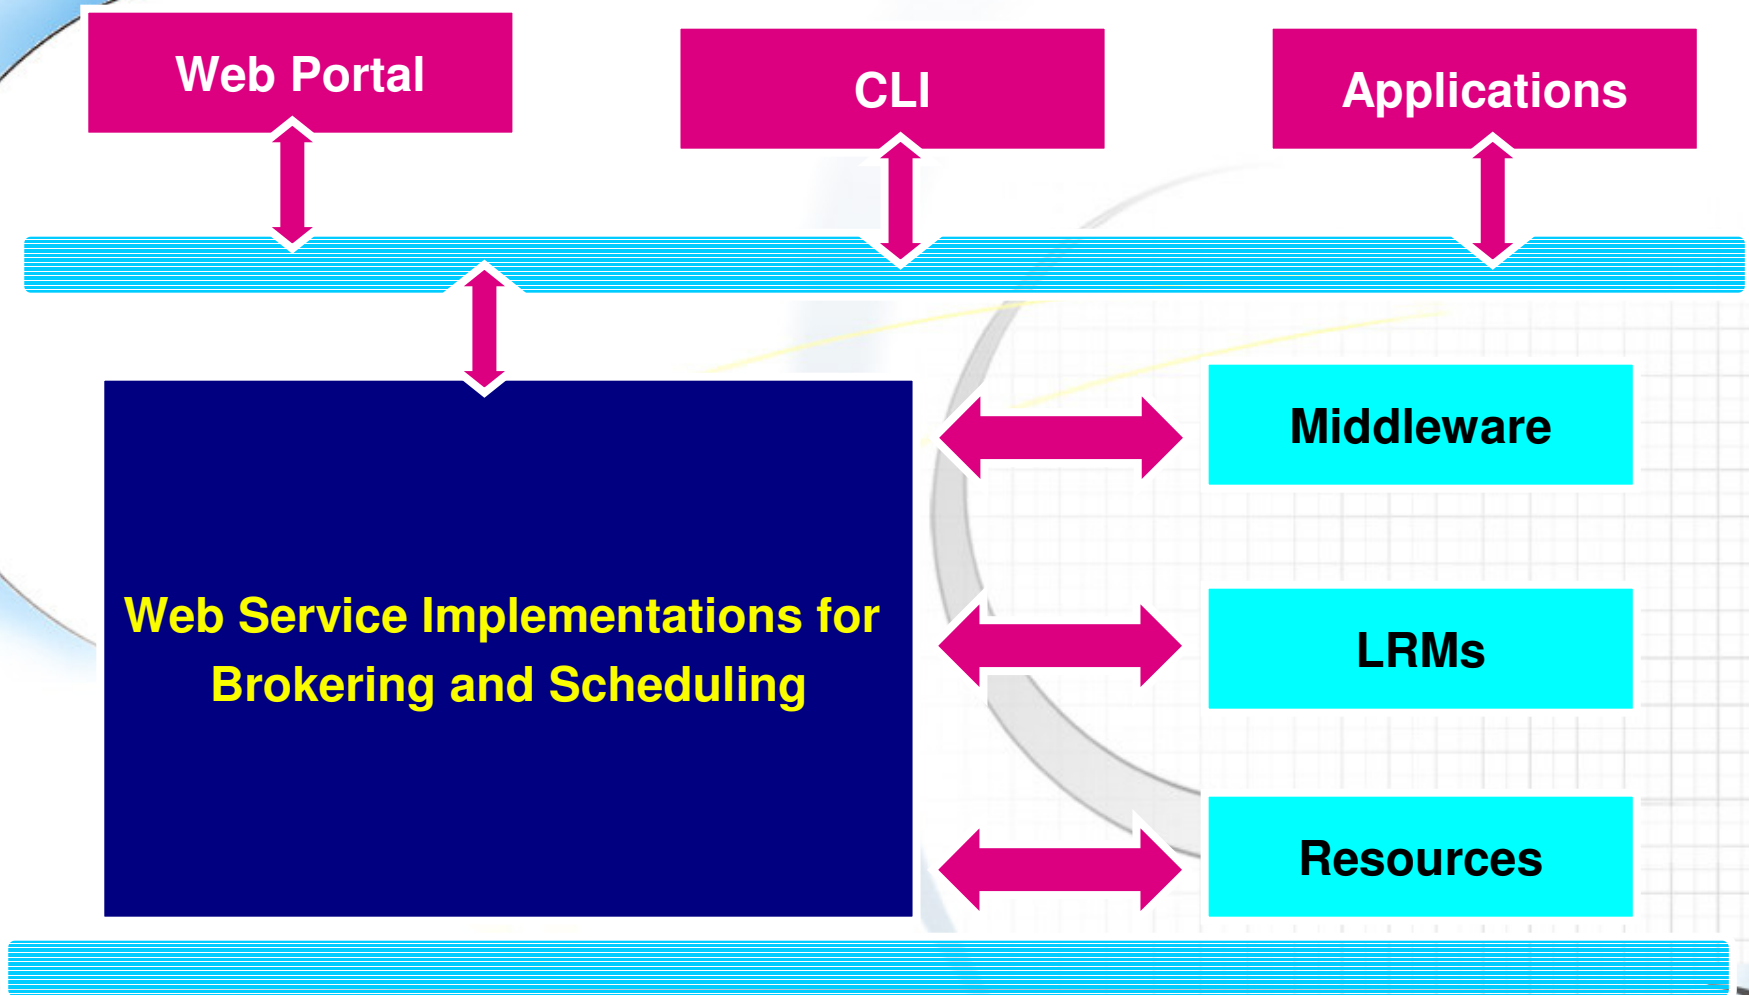 Web Portal
CLI
Applications
Middleware
Web Service Implementations for
Brokering and Scheduling
LRMs
Resources